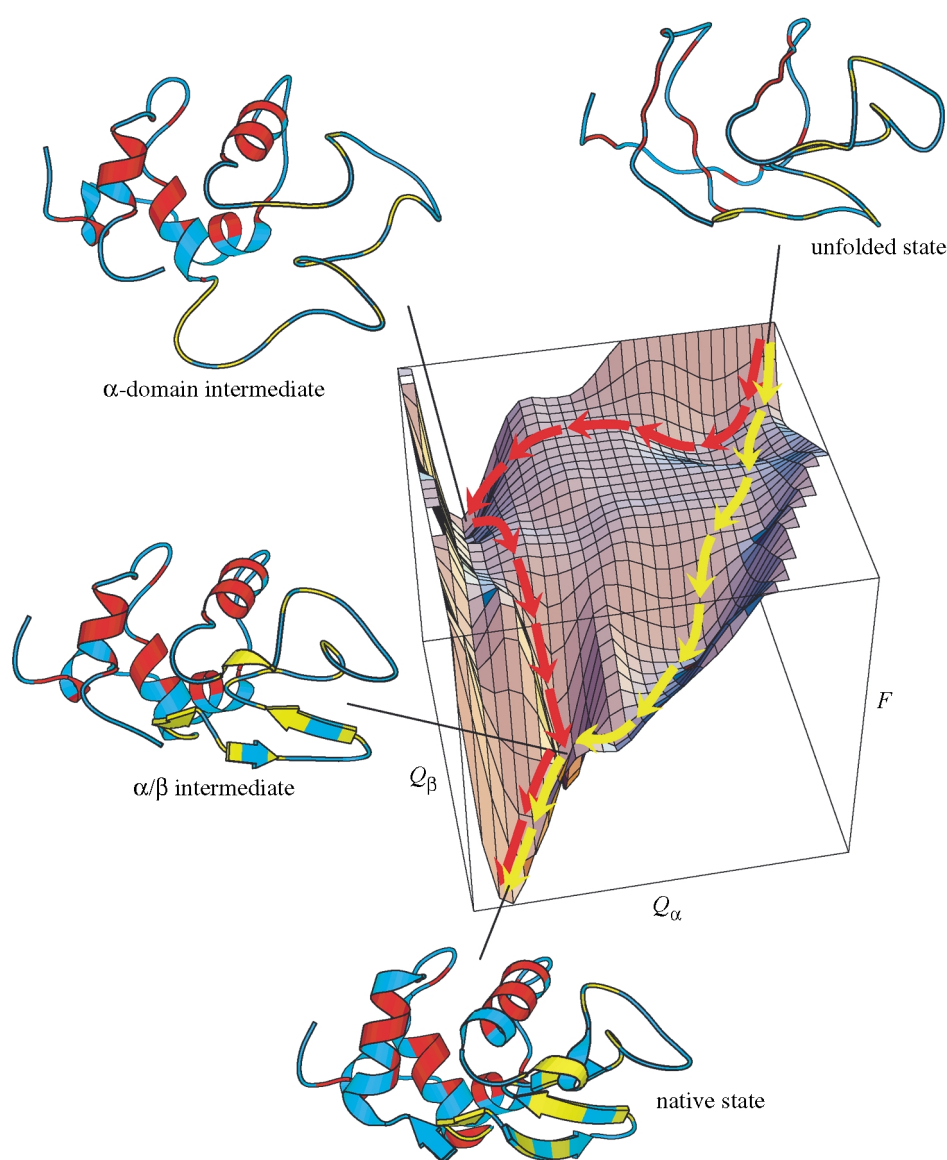 unfolded state
α-domain intermediate
F
Qβ
α/β intermediate
Qα
native state